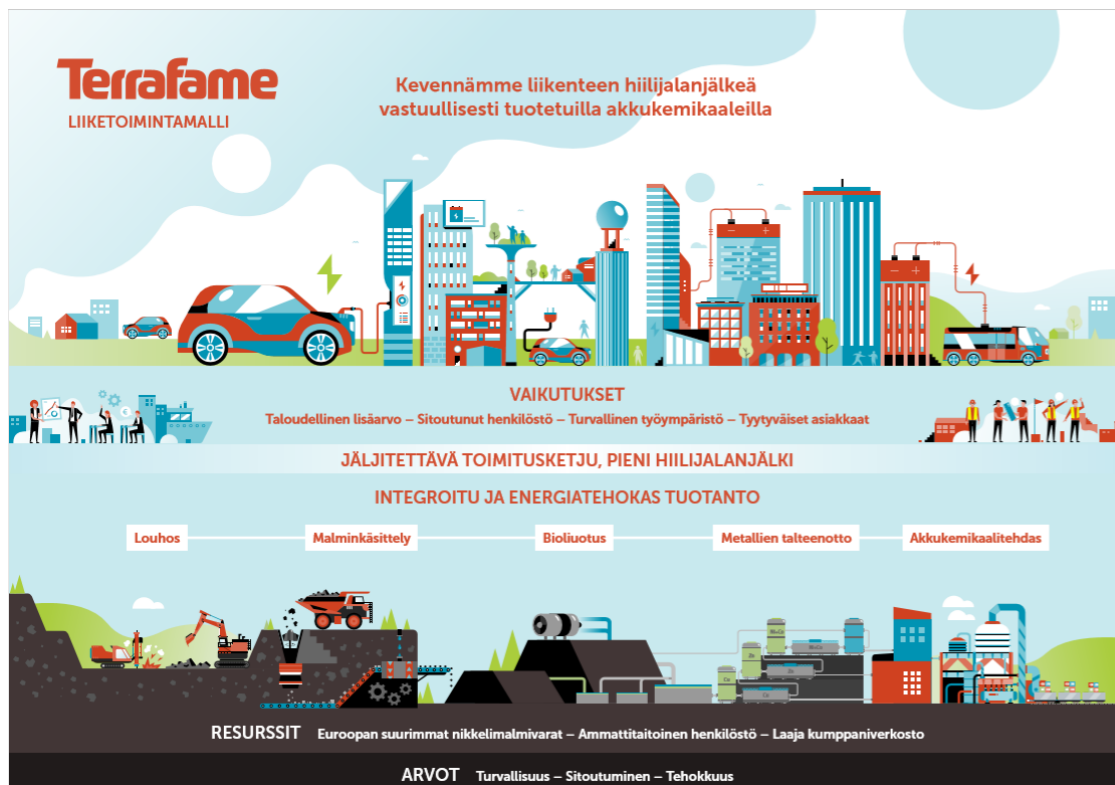 Terrafame
LIIKETOIMINTAMALLI
Kevennämme liikenteen hiilijalanjälkeä
vastuullisesti tuotetuilla akkukemikaaleilla
VAIKUTUKSET
Taloudellinen lisäarvo – Sitoutunut henkilöstö – Turvallinen työympäristö – Tyytyväiset asiakkaat
JÄLJITETTÄVÄ TOIMITUSKETJU, PIENI HIILIJALANJÄLKI
INTEGROITU JA ENERGIATEHOKAS TUOTANTO
Louhos
Malminkäsittely
Bioliuotus
Metallien talteenotto
Akkukemikaalitehdas
RESURSSIT Euroopan suurimmat nikkelimalmivarat – Ammattitaitoinen henkilöstö – Laaja kumppaniverkosto
ARVOT Turvallisuus – Sitoutuminen – Tehokkuus